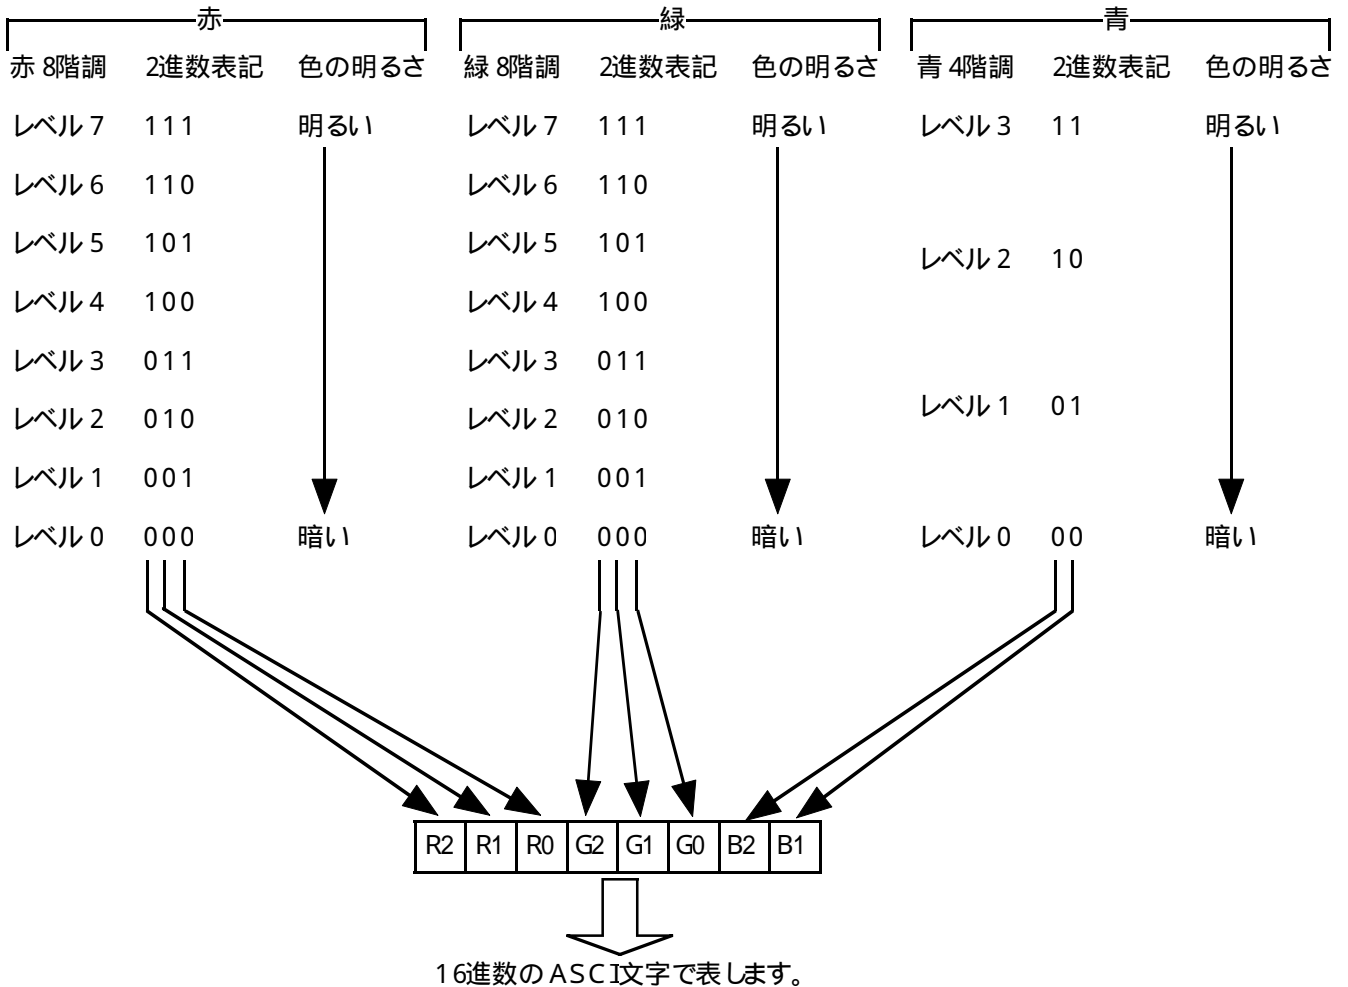 赤 緑 青
赤 8階調 2進数表記 色の明るさ 緑 8階調 2進数表記 色の明るさ 青 4階調 2進数表記 色の明るさ
レベル 7 111 明るい レベル 7 111 明るい レベル 3 11 明るい
レベル 6 110 レベル 6 110
レベル 5 101 レベル 5 101
レベル 2 10
レベル 4 100 レベル 4 100
レベル 3 011 レベル 3 011
レベル 1 01
レベル 2 010 レベル 2 010
レベル 1 001 レベル 1 001
レベル 0 000 暗い レベル 0 000 暗い レベル 0 00 暗い
R2 R1 R0 G2 G1 G0 B2 B1
16進数のASCI文字で表します。